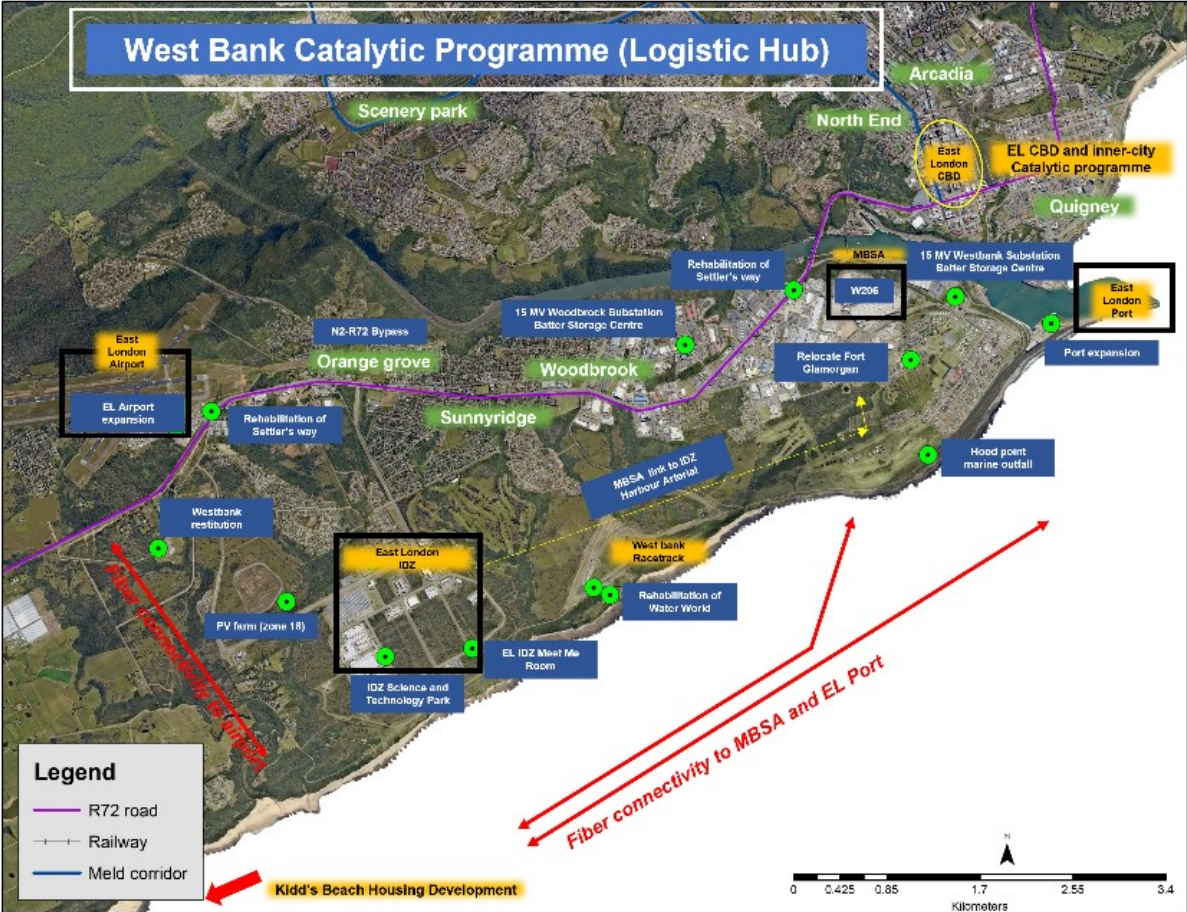 West Bank Catalytic Programme (Logistic Hub)
Arcadia
Scenery park
North End
East
London
CBD
EL CBD and inner-city
Catalytic programme
Quigney
MBSA
15 MV Westbank Substation
Batter Storage Centre
Rehabilitation of
Settler's way
W206
East
London
Port
15 MV Woodbrock Substation
Batter Storage Centre
N2-R72 Bypass
East
London
Airport
Orange grove
Woodbrook
Relocate Fort
Glamorgan
Port expansion
EL Airport
expansion
Rehabilitation of
Settler's way
Sunnyridge
MBSA link to IDZ
Harbour Arterial
Hood point
marine outfall
Westbank
restitution
East London
IDZ
West bank
Racetrack
Fiber connectivity to airport
PV farm (zone 18)
Rehabilitation of
Water World
EL IDZ Meet Me
Room
IDZ Science and
Technology Park
Fiber connectivity to MBSA and EL Port
Legend
R72 road
Railway
Meld corridor
Kidd's Beach Housing Development
N
0 0.425 0.85 1.7 2.55 3.4
Kilometers